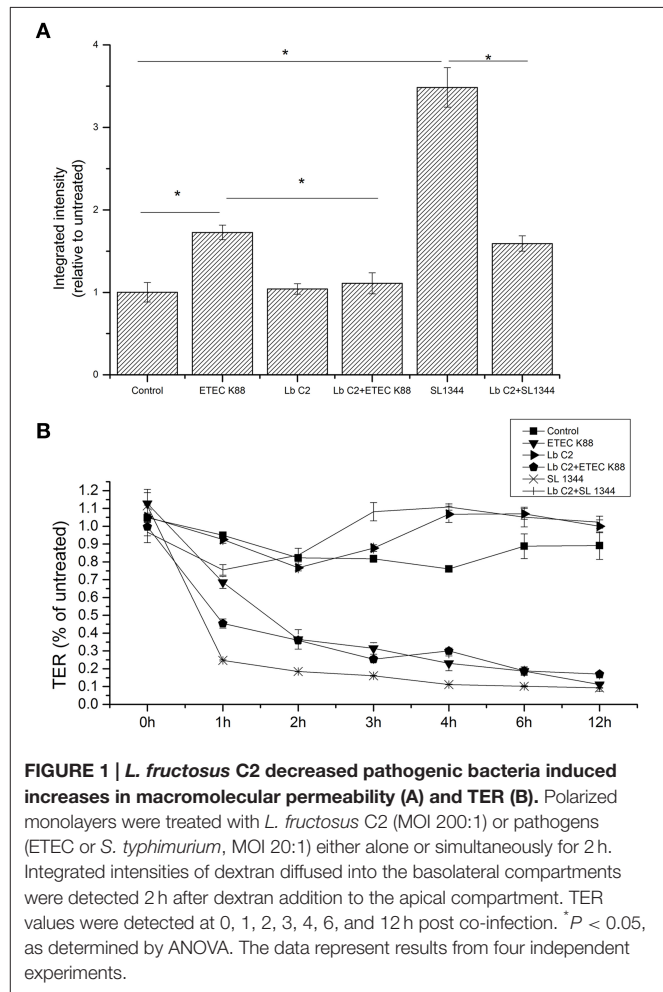 A
*
*
*
*
4
3
2
1
0
Integrated intensity
(relative to untreated)
Control
ETEC K88
Lb C2
Lb C2+ETEC K88
SL1344
Lb C2+SL1344
B
Control
ETEC K88
Lb C2
Lb C2+ETEC K88
SL 1344
Lb C2+SL 1344
1.2
1.1
1.0
0.9
0.8
0.7
0.6
0.5
0.4
0.3
0.2
0.1
0.0
TER (% of untreated)
0h
1h
2h
3h
4h
6h
12h
FIGURE 1 | L. fructosus C2 decreased pathogenic bacteria induced
increases in macromolecular permeability (A) and TER (B). Polarized
monolayers were treated with L. fructosus C2 (MOI 200:1) or pathogens
(ETEC or S. typhimurium, MOI 20:1) either alone or simultaneously for 2 h.
Integrated intensities of dextran diffused into the basolateral compartments
were detected 2 h after dextran addition to the apical compartment. TER
values were detected at 0, 1, 2, 3, 4, 6, and 12 h post co-infection. *P < 0.05,
as determined by ANOVA. The data represent results from four independent
experiments.